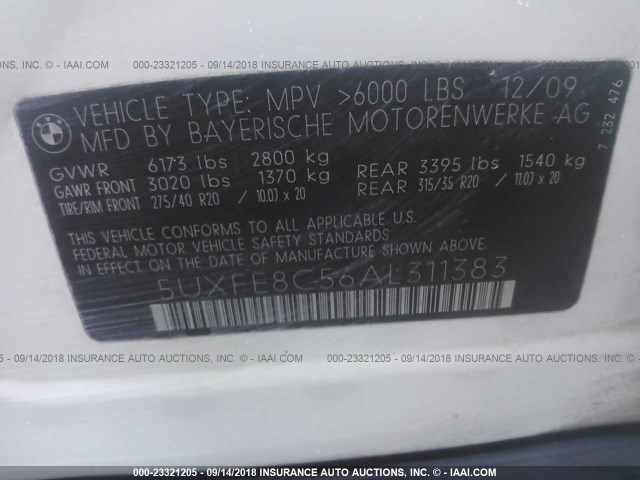 000-23321205 - 09/14/2018 INSURANCE AUTO AUCTIONS, INC. - © IAAI.COM
BMW
VEHICLE TYPE: MPV >6000 LBS 12/09
MFD BY BAYERISCHE MOTORENWERKE AG
7 232 476
GVWR 6173 lbs 2800 kg
GAWR FRONT 3020 lbs 1370 kg REAR 3395 lbs 1540 kg
TIRE/RIM FRONT 275/40 R20 / 10.0J x 20 REAR 315/35 R20 / 11.0J x 20
THIS VEHICLE CONFORMS TO ALL APPLICABLE U.S.
FEDERAL MOTOR VEHICLE SAFETY STANDARDS
IN EFFECT ON THE DATE OF MANUFACTURE SHOWN ABOVE.
5UXFE8C56AL311383
000-23321205 - 09/14/2018 INSURANCE AUTO AUCTIONS, INC. - © IAAI.COM
000-23321205 - 09/14/2018 INSURANCE AUTO AUCTIONS, INC. - © IAAI.COM
000-23321205 - 09/14/2018 INSURANCE AUTO AUCTIONS, INC. - © IAAI.COM